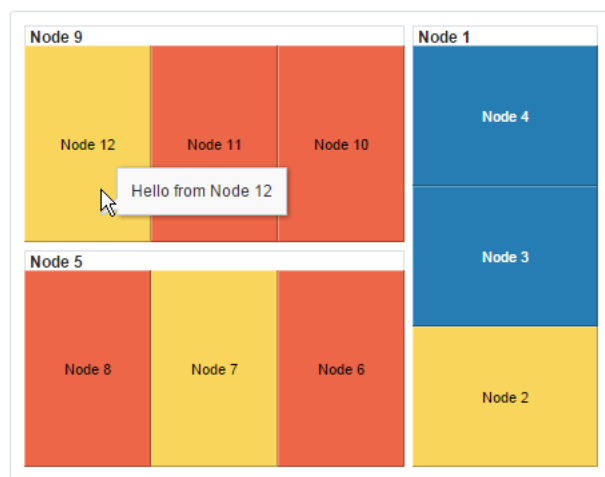 Node 9
Node 12
Node 11
Node 10
Hello from Node 12
Node 5
Node 8
Node 7
Node 6
Node 1
Node 4
Node 3
Node 2